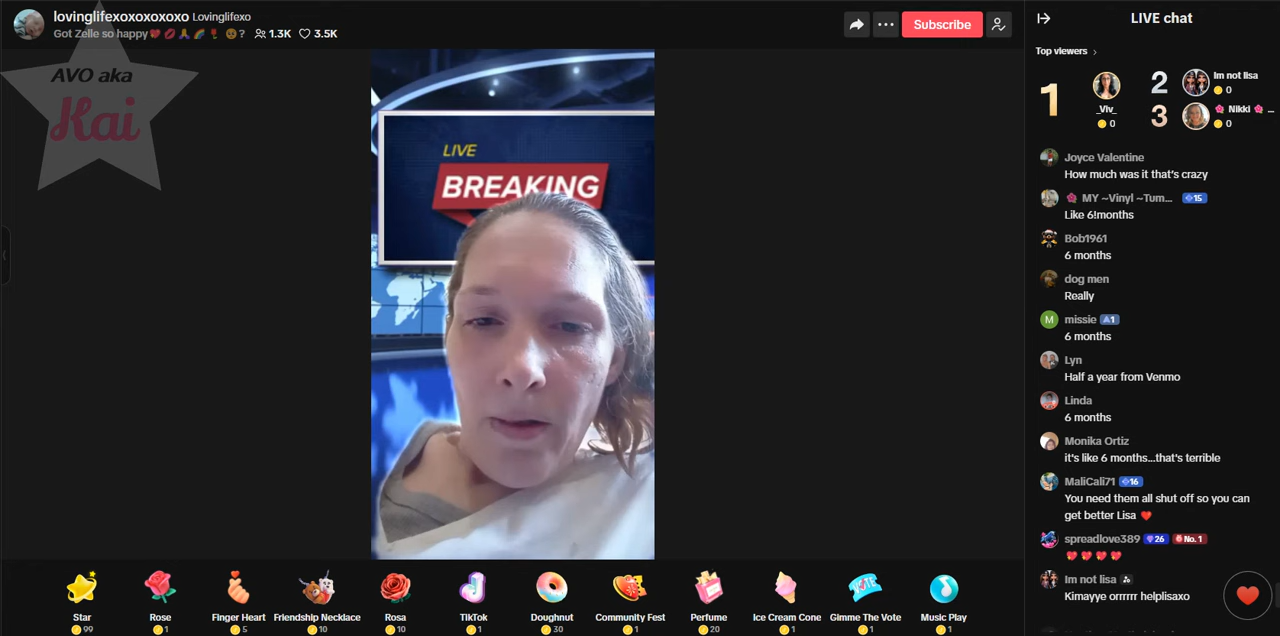 lovinglifexoxoxoxoxo Lovinglifexo
Got Zelle so happy💖💋🙏🌈🌹🥺? 1.3K 3.5K
Subscribe
AVO aka
Kai
LIVE
BREAKING
LIVE chat
Top viewers
1
_Viv_
0
2
Im not lisa
0
3
🌺 Nikki 🌺 ...
0
Joyce Valentine
How much was it that's crazy
🌺 MY ~Vinyl ~Tum... 15
Like 6!months
Bob1961
6 months
dog men
Really
M missie 1
6 months
Lyn
Half a year from Venmo
Linda
6 months
Monika Ortiz
it's like 6 months...that's terrible
MaliCali71 16
You need them all shut off so you can
get better Lisa ❤️
spreadlove389 26 No. 1
💖💖💖💖
Im not lisa
Kimayye orrrrrr helplisaxo
VOTE
Star
99
Rose
1
Finger Heart
5
Friendship Necklace
10
Rosa
10
TikTok
1
Doughnut
30
Community Fest
1
Perfume
20
Ice Cream Cone
1
Gimme The Vote
1
Music Play
1